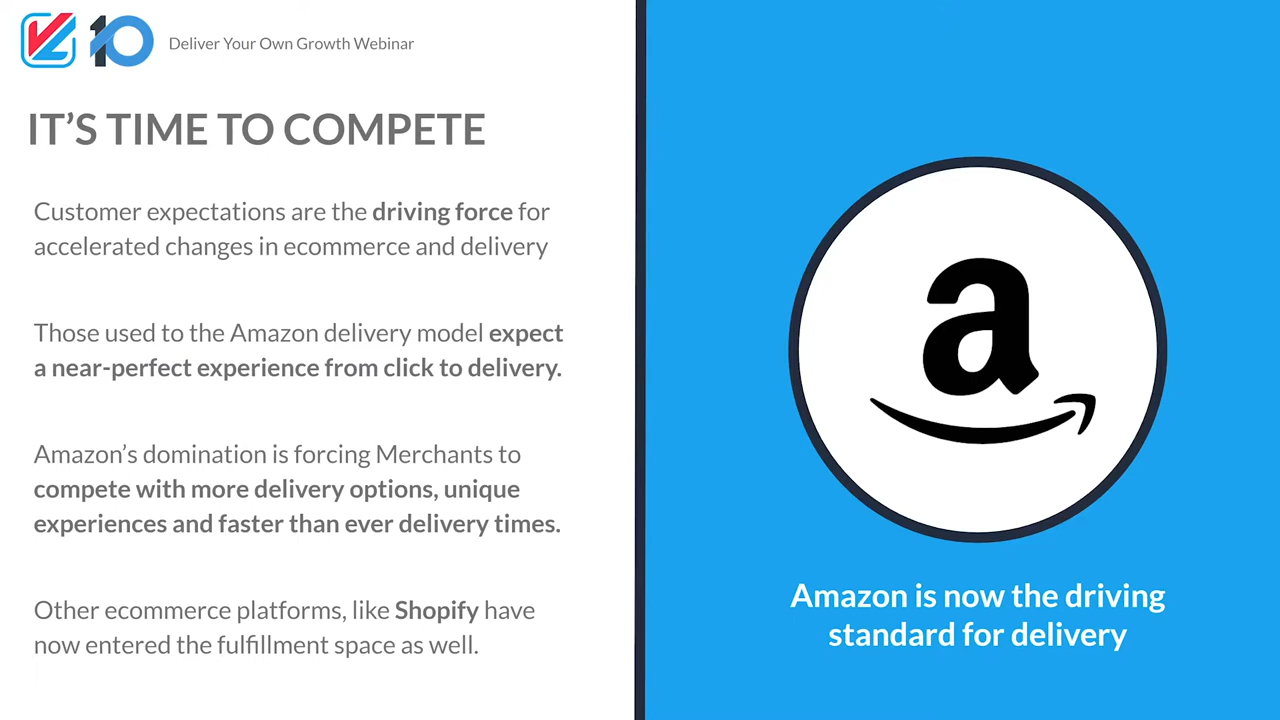 10
Deliver Your Own Growth Webinar
IT’S TIME TO COMPETE
Customer expectations are the driving force for
accelerated changes in ecommerce and delivery
Those used to the Amazon delivery model expect
a near-perfect experience from click to delivery.
Amazon’s domination is forcing Merchants to
compete with more delivery options, unique
experiences and faster than ever delivery times.
Other ecommerce platforms, like Shopify have
now entered the fulfillment space as well.
a
Amazon is now the driving
standard for delivery